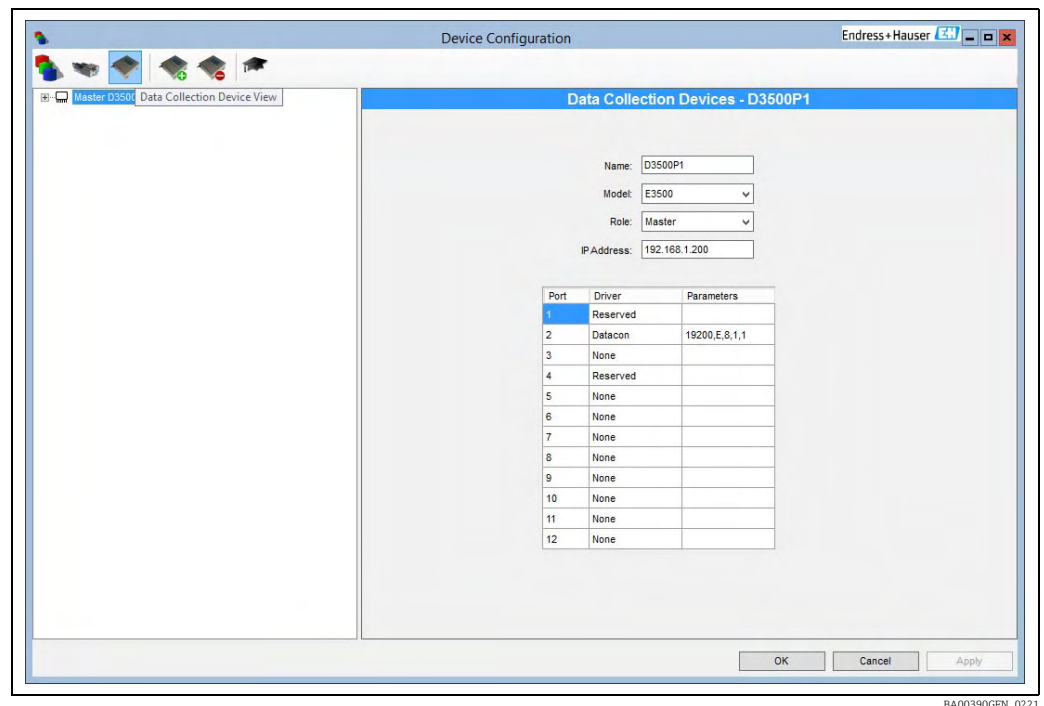 Device Configuration
Endress+Hauser EH
Master D3500
Data Collection Device View
Data Collection Devices - D3500P1
Name: D3500P1
Model: E3500
Role: Master
IP Address: 192.168.1.200
Port Driver Parameters
1 Reserved
2 Datacon 19200,E,8,1,1
3 None
4 Reserved
5 None
6 None
7 None
8 None
9 None
10 None
11 None
12 None
OK Cancel Apply
BA00390GEN_0221